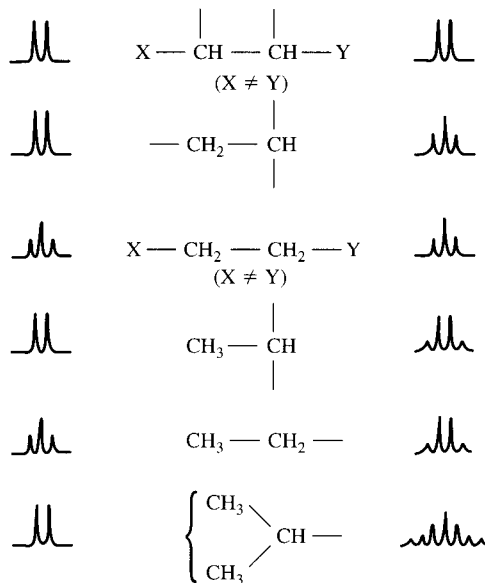 X — CH — CH — Y
(X ≠ Y)
— CH₂ — CH
X — CH₂ — CH₂ — Y
(X ≠ Y)
CH₃ — CH
CH₃ — CH₂ —
CH₃
CH —
CH₃